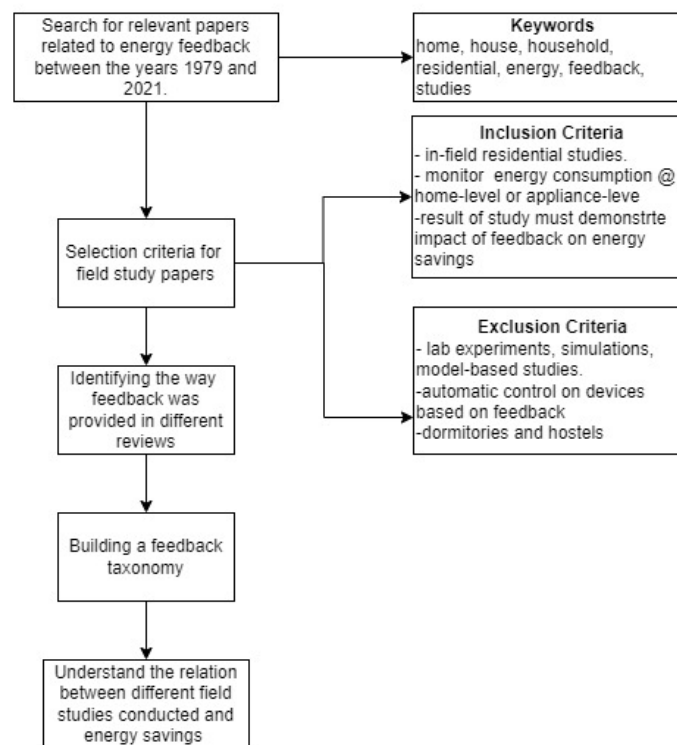 Search for relevant papers
related to energy feedback
between the years 1979 and
2021.
Keywords
home, house, household,
residential, energy, feedback,
studies
Inclusion Criteria
- in-field residential studies.
- monitor energy consumption @
home-level or appliance-leve
-result of study must demonstrte
impact of feedback on energy
savings
Selection criteria for
field study papers
Exclusion Criteria
- lab experiments, simulations,
model-based studies.
-automatic control on devices
based on feedback
-dormitories and hostels
Identifying the way
feedback was
provided in different
reviews
Building a feedback
taxonomy
Understand the relation
between different field
studies conducted and
energy savings